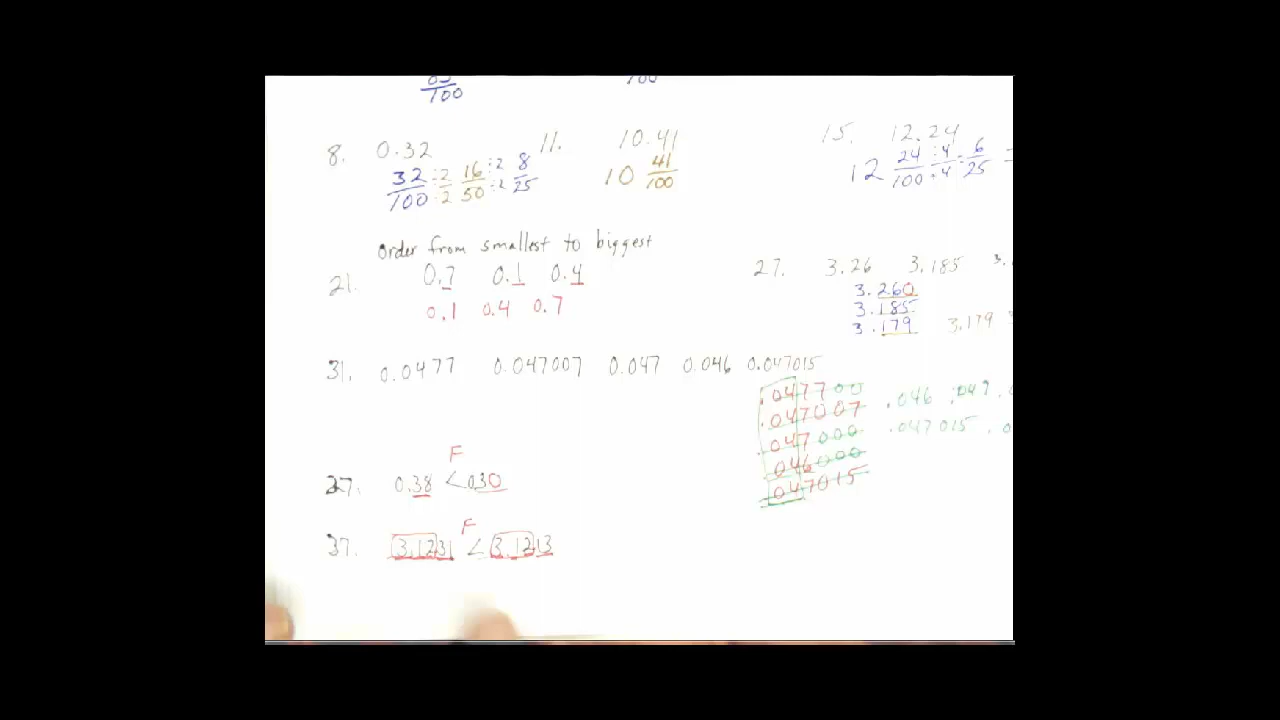 100
100
8. 0.32
32/100 ÷2/÷2 16/50 ÷2/÷2 8/25
11. 10.41
10 41/100
15. 12.24
12 24/100 ÷4/÷4 = 6/25 =
Order from smallest to biggest
21. 0.7 0.1 0.4
0.1 0.4 0.7
27. 3.26 3.185 3.
3.260
3.185
3.179 3.179
31. 0.0477 0.047007 0.047 0.046 0.047015
.047700
.047007
.047000
.046000
.047015
.046 .047 .
.047015 .0
F
0.38 < 0.30
F
37. 3.1231 < 3.1213